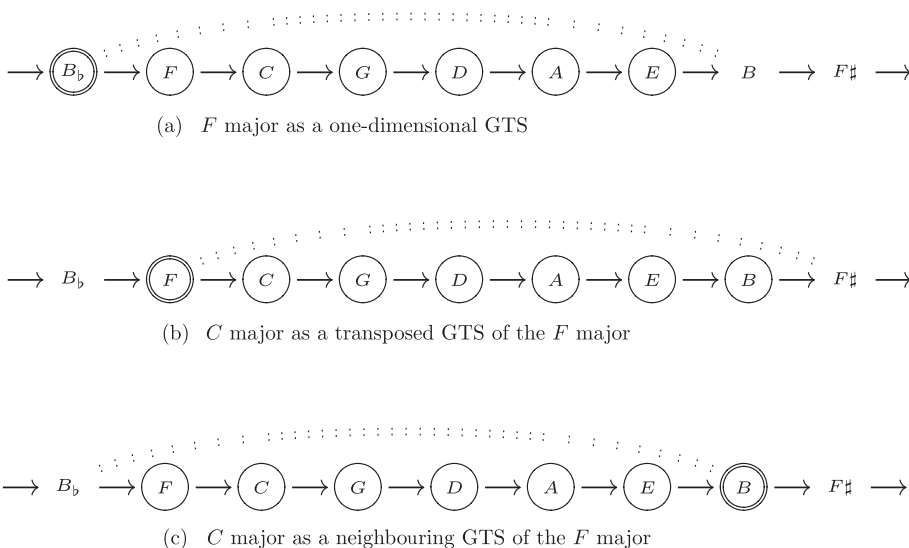 B♭ F C G D A E B F♯
(a) F major as a one-dimensional GTS
B♭ F C G D A E B F♯
(b) C major as a transposed GTS of the F major
B♭ F C G D A E B F♯
(c) C major as a neighbouring GTS of the F major